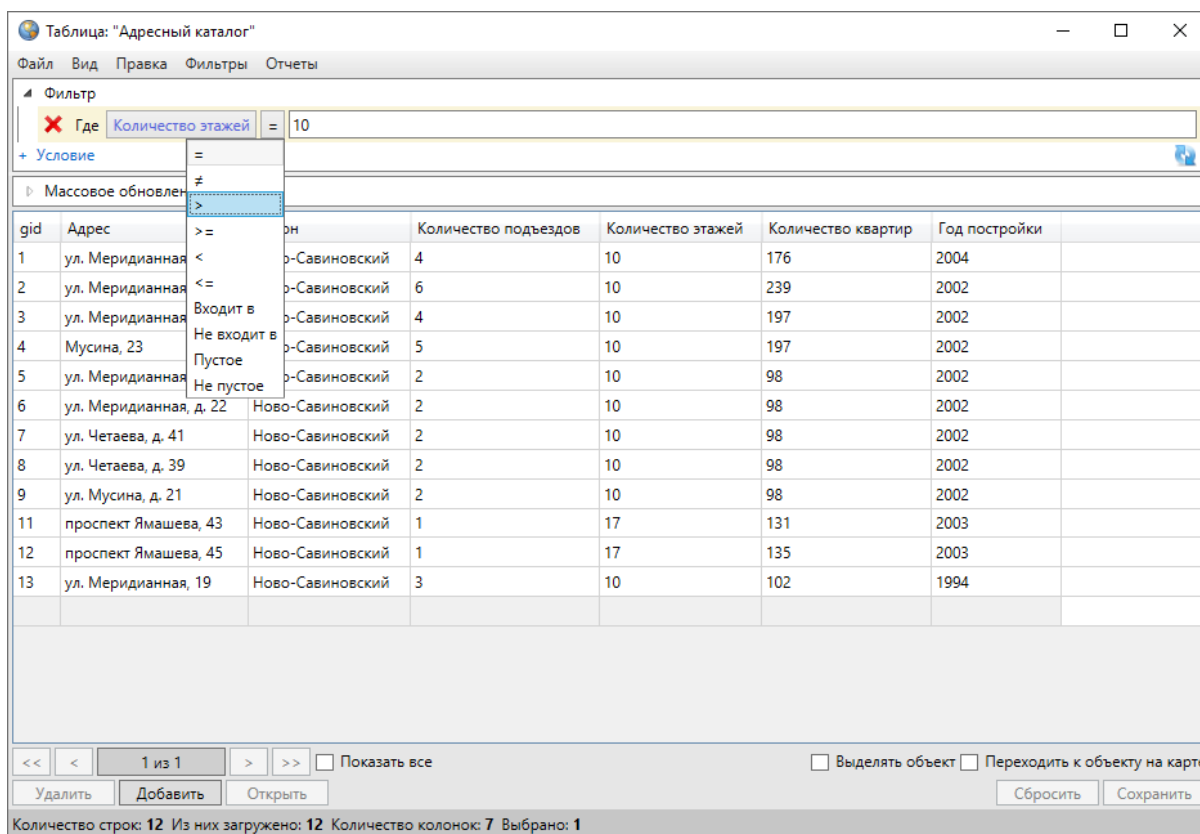 Таблица: "Адресный каталог"
Файл Вид Правка Фильтры Отчеты
Фильтр
Где Количество этажей = 10
+ Условие
=
≠
>
>=
<
<=
Входит в
Не входит в
Пустое
Не пустое
Массовое обновлен
gid Адрес он Количество подъездов Количество этажей Количество квартир Год постройки
1 ул. Меридианная о-Савиновский 4 10 176 2004
2 ул. Меридианная о-Савиновский 6 10 239 2002
3 ул. Меридианная о-Савиновский 4 10 197 2002
4 Мусина, 23 о-Савиновский 5 10 197 2002
5 ул. Меридианная о-Савиновский 2 10 98 2002
6 ул. Меридианная, д. 22 Ново-Савиновский 2 10 98 2002
7 ул. Четаева, д. 41 Ново-Савиновский 2 10 98 2002
8 ул. Четаева, д. 39 Ново-Савиновский 2 10 98 2002
9 ул. Мусина, д. 21 Ново-Савиновский 2 10 98 2002
11 проспект Ямашева, 43 Ново-Савиновский 1 17 131 2003
12 проспект Ямашева, 45 Ново-Савиновский 1 17 135 2003
13 ул. Меридианная, 19 Ново-Савиновский 3 10 102 1994
<< < 1 из 1 > >> Показать все Выделять объект Переходить к объекту на карт
Удалить Добавить Открыть Сбросить Сохранить
Количество строк: 12 Из них загружено: 12 Количество колонок: 7 Выбрано: 1